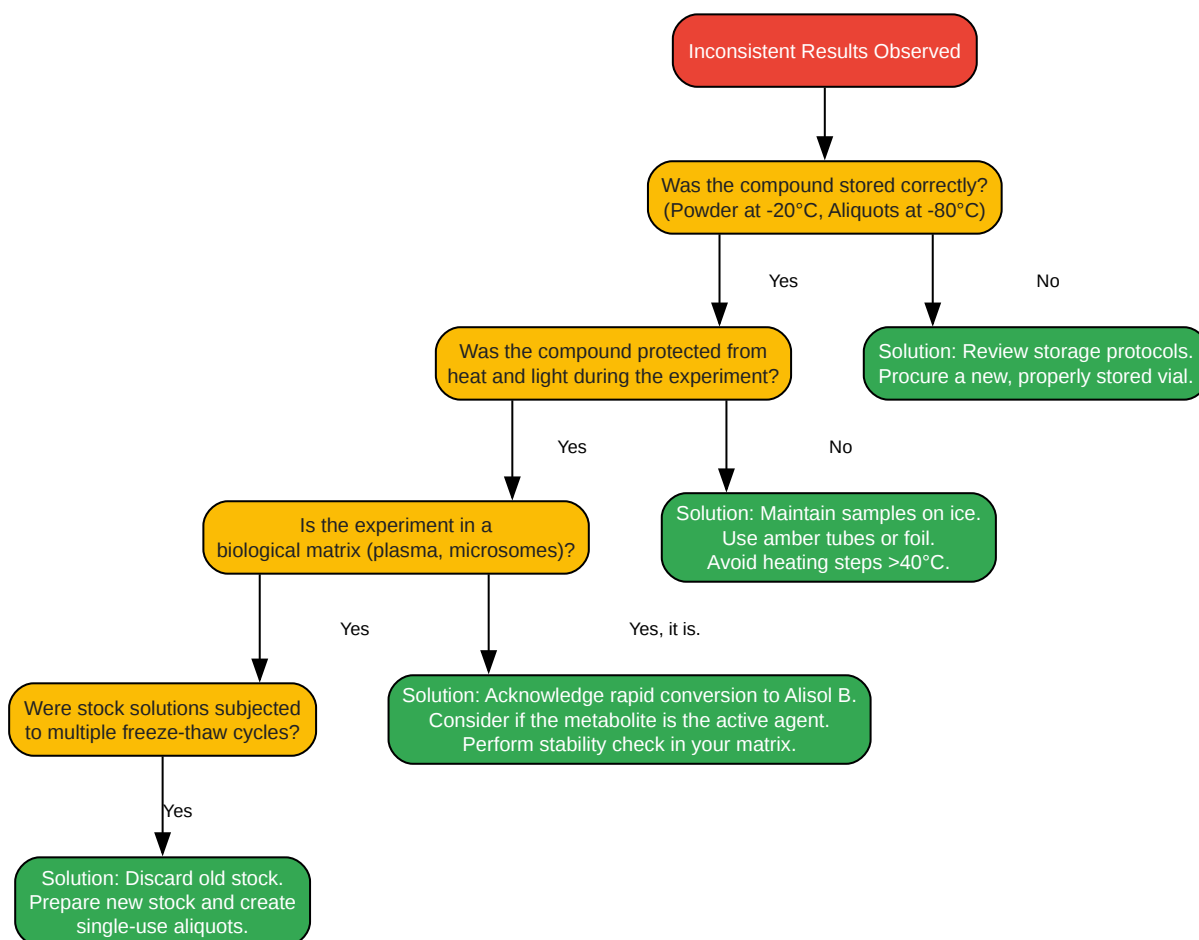 Inconsistent Results Observed
Was the compound stored correctly?
(Powder at -20°C, Aliquots at -80°C)
Yes
No
Was the compound protected from
heat and light during the experiment?
Solution: Review storage protocols.
Procure a new, properly stored vial.
Yes
No
Is the experiment in a
biological matrix (plasma, microsomes)?
Solution: Maintain samples on ice.
Use amber tubes or foil.
Avoid heating steps >40°C.
Yes
Yes, it is.
Were stock solutions subjected
to multiple freeze-thaw cycles?
Solution: Acknowledge rapid conversion to Alisol B.
Consider if the metabolite is the active agent.
Perform stability check in your matrix.
Yes
Solution: Discard old stock.
Prepare new stock and create
single-use aliquots.